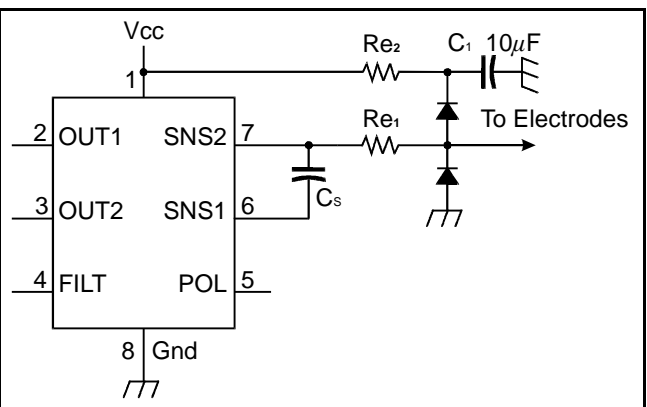 Vcc
Re2
C1 10µF
1
Re1
To Electrodes
2 OUT1 SNS2 7
Cs
3 OUT2 SNS1 6
4 FILT POL 5
8 Gnd